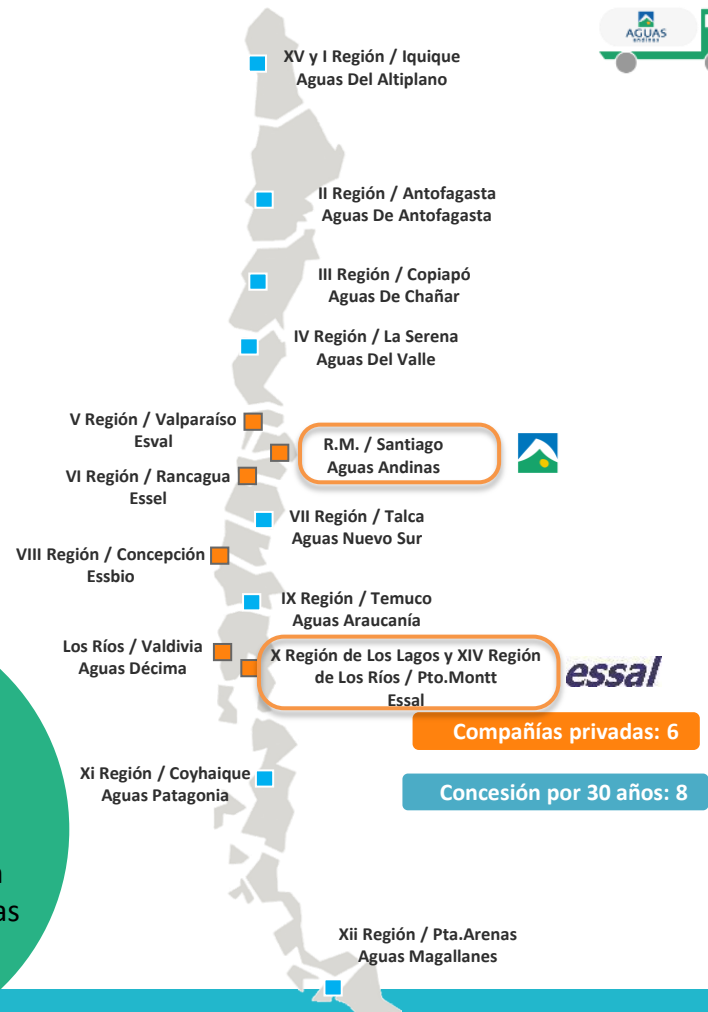 AGUAS
andinas
XV y I Región / Iquique
Aguas Del Altiplano
II Región / Antofagasta
Aguas De Antofagasta
III Región / Copiapó
Aguas De Chañar
IV Región / La Serena
Aguas Del Valle
V Región / Valparaíso
Esval
R.M. / Santiago
Aguas Andinas
VI Región / Rancagua
Essel
VII Región / Talca
Aguas Nuevo Sur
VIII Región / Concepción
Essbio
IX Región / Temuco
Aguas Araucanía
Los Ríos / Valdivia
Aguas Décima
X Región de Los Lagos y XIV Región
de Los Ríos / Pto.Montt
Essal
essal
Compañías privadas: 6
Xi Región / Coyhaique
Aguas Patagonia
Concesión por 30 años: 8
as
Xii Región / Pta.Arenas
Aguas Magallanes